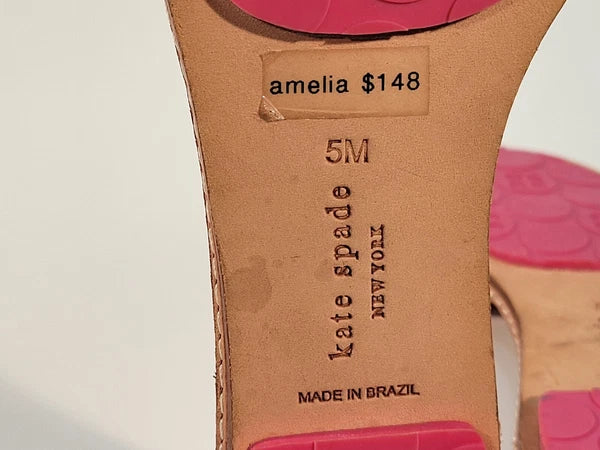 amelia $148
5M
kate spade
NEW YORK
MADE IN BRAZIL